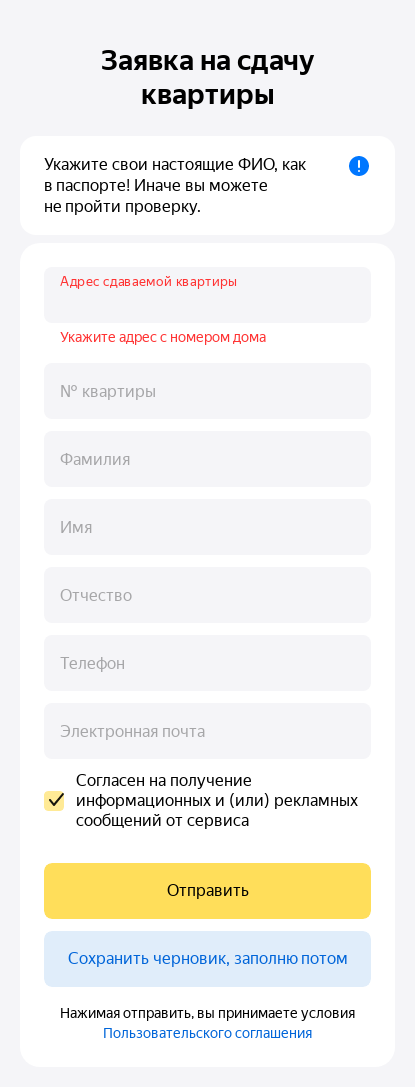 Заявка на сдачу
квартиры
Укажите свои настоящие ФИО, как
в паспорте! Иначе вы можете
не пройти проверку.
Адрес сдаваемой квартиры
Укажите адрес с номером дома
№ квартиры
Фамилия
Имя
Отчество
Телефон
Электронная почта
Согласен на получение
информационных и (или) рекламных
сообщений от сервиса
Отправить
Сохранить черновик, заполню потом
Нажимая отправить, вы принимаете условия
Пользовательского соглашения